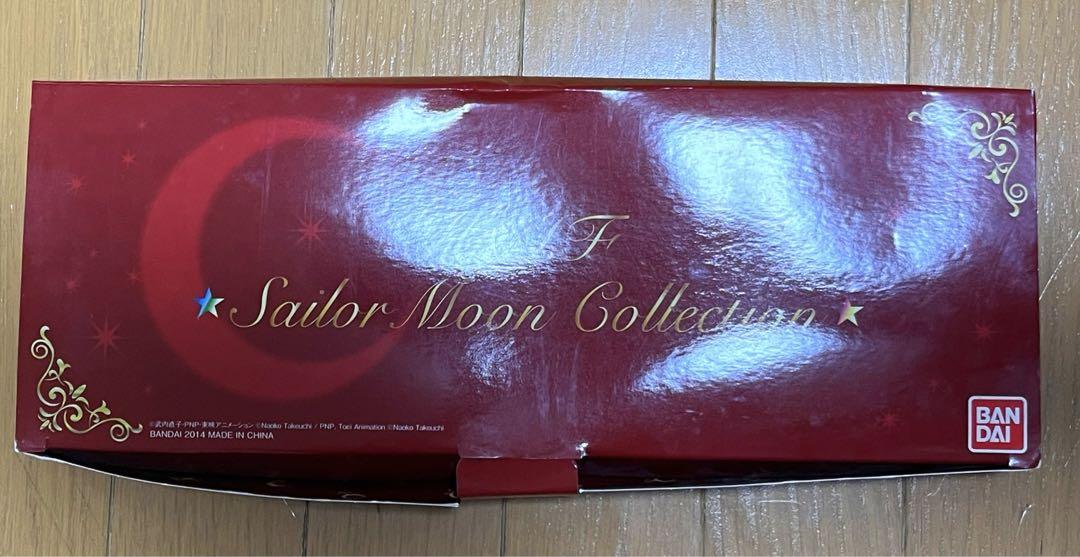 F
Sailor Moon Collection
©武内直子・PNP・東映アニメーション ©Naoko Takeuchi / PNP, Toei Animation ©Naoko Takeuchi
BANDAI 2014 MADE IN CHINA
BAN
DAI